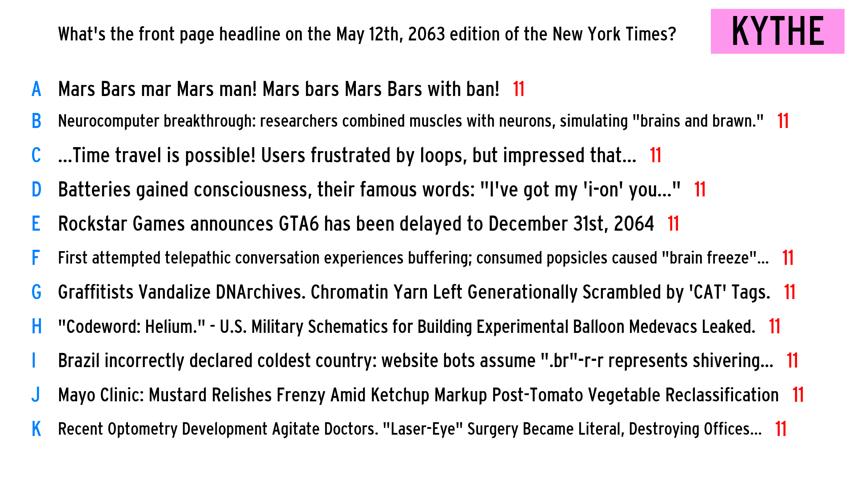 What's the front page headline on the May 12th, 2063 edition of the New York Times?
KYTHE
A Mars Bars mar Mars man! Mars bars Mars Bars with ban! 11
B Neurocomputer breakthrough: researchers combined muscles with neurons, simulating "brains and brawn." 11
C ...Time travel is possible! Users frustrated by loops, but impressed that... 11
D Batteries gained consciousness, their famous words: "I've got my 'i-on' you..." 11
E Rockstar Games announces GTA6 has been delayed to December 31st, 2064 11
F First attempted telepathic conversation experiences buffering; consumed popsicles caused "brain freeze"... 11
G Graffitists Vandalize DNArchives. Chromatin Yarn Left Generationally Scrambled by 'CAT' Tags. 11
H "Codeword: Helium." - U.S. Military Schematics for Building Experimental Balloon Medevacs Leaked. 11
I Brazil incorrectly declared coldest country: website bots assume ".br"-r-r represents shivering... 11
J Mayo Clinic: Mustard Relishes Frenzy Amid Ketchup Markup Post-Tomato Vegetable Reclassification 11
K Recent Optometry Development Agitate Doctors. "Laser-Eye" Surgery Became Literal, Destroying Offices... 11